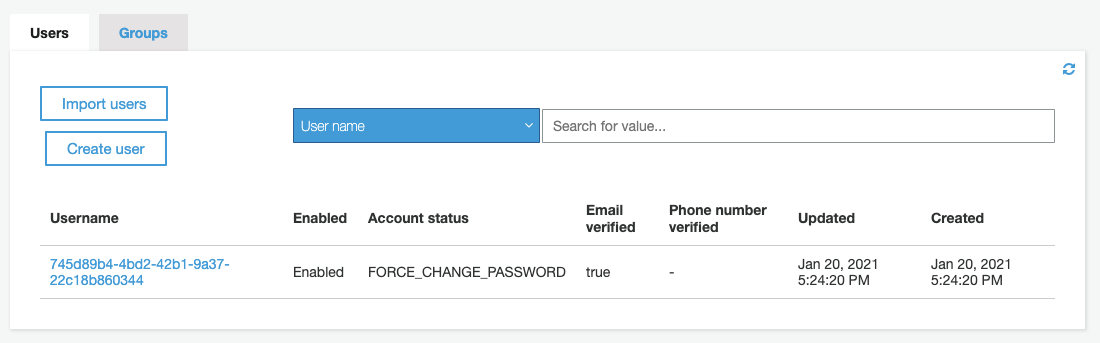 Users Groups
Import users
User name Search for value...
Create user
Username Enabled Account status Email verified Phone number verified Updated Created
745d89b4-4bd2-42b1-9a37-22c18b860344 Enabled FORCE_CHANGE_PASSWORD true - Jan 20, 2021 5:24:20 PM Jan 20, 2021 5:24:20 PM